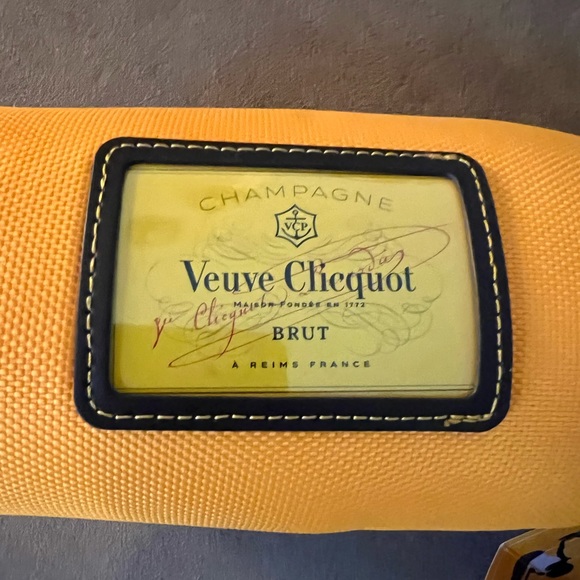 CHAMPAGNE
VCP
Veuve Clicquot
MAISON FONDÉE EN 1772
BRUT
À REIMS FRANCE